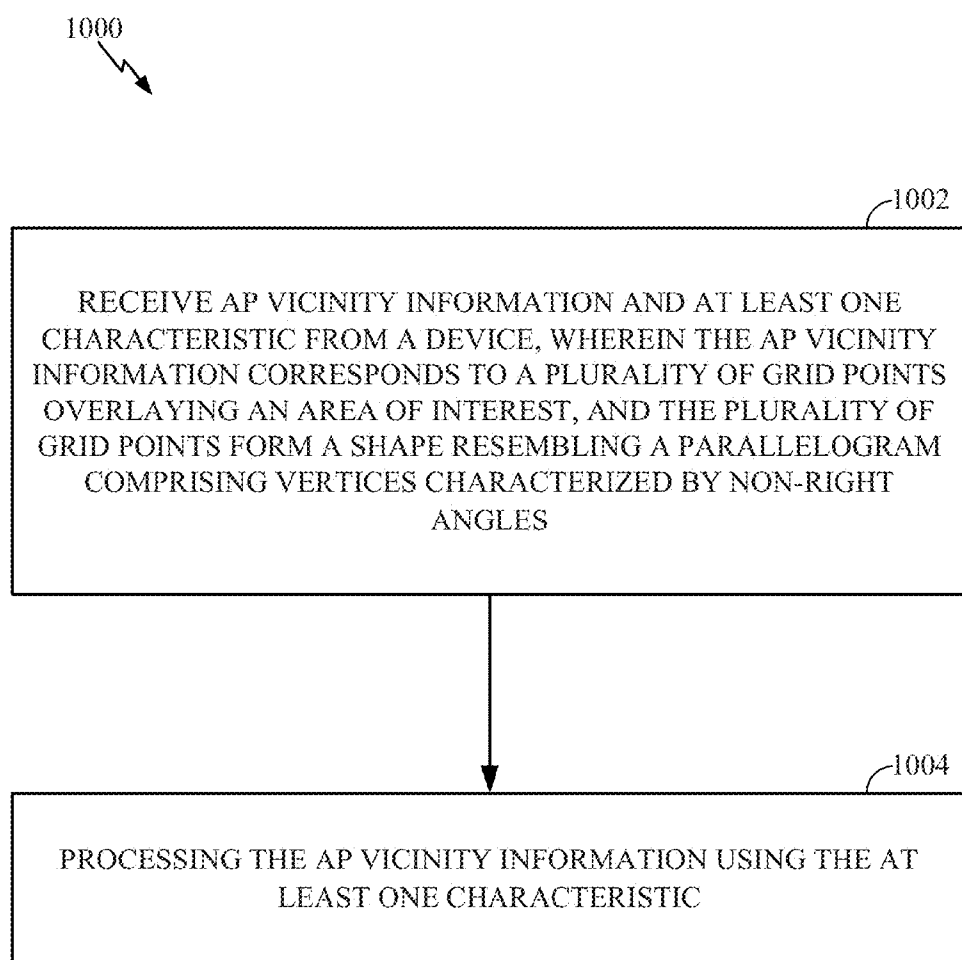 1000
1002
RECEIVE AP VICINITY INFORMATION AND AT LEAST ONE
CHARACTERISTIC FROM A DEVICE, WHEREIN THE AP VICINITY
INFORMATION CORRESPONDS TO A PLURALITY OF GRID POINTS
OVERLAYING AN AREA OF INTEREST, AND THE PLURALITY OF
GRID POINTS FORM A SHAPE RESEMBLING A PARALLELOGRAM
COMPRISING VERTICES CHARACTERIZED BY NON-RIGHT
ANGLES
1004
PROCESSING THE AP VICINITY INFORMATION USING THE AT
LEAST ONE CHARACTERISTIC